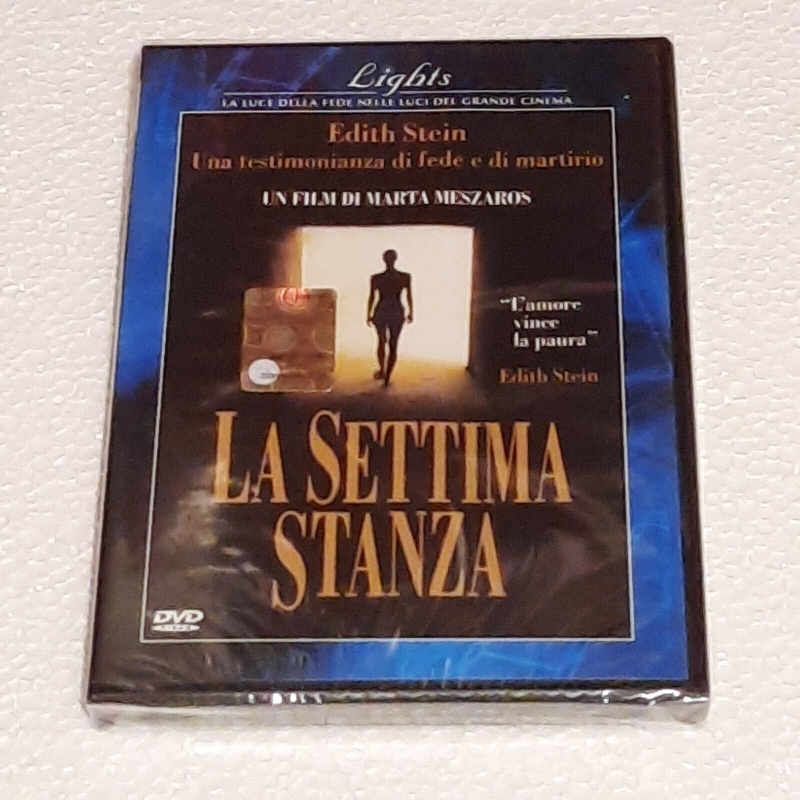 Lights
LA LUCE DELLA FEDE NELLE LUCI DEL GRANDE CINEMA
Edith Stein
Una testimonianza di fede e di martirio
UN FILM DI MARTA MESZAROS
"L'amore
vince
la paura"
Edith Stein
LA SETTIMA
STANZA
DVD
VIDEO